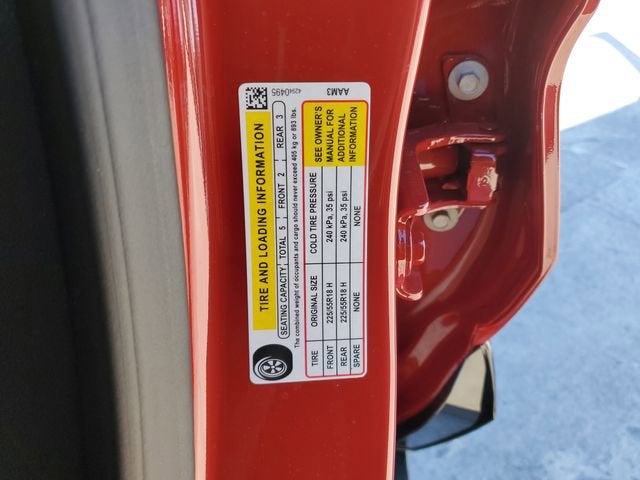 TIRE AND LOADING INFORMATION
SEATING CAPACITY TOTAL 5 FRONT 2 REAR 3
The combined weight of occupants and cargo should never exceed 405 kg or 893 lbs.
TIRE ORIGINAL SIZE COLD TIRE PRESSURE
FRONT 225/55R18 H 240 kPa, 35 psi
REAR 225/55R18 H 240 kPa, 35 psi
SPARE NONE NONE
SEE OWNER'S
MANUAL FOR
ADDITIONAL
INFORMATION
42940495
AAM3